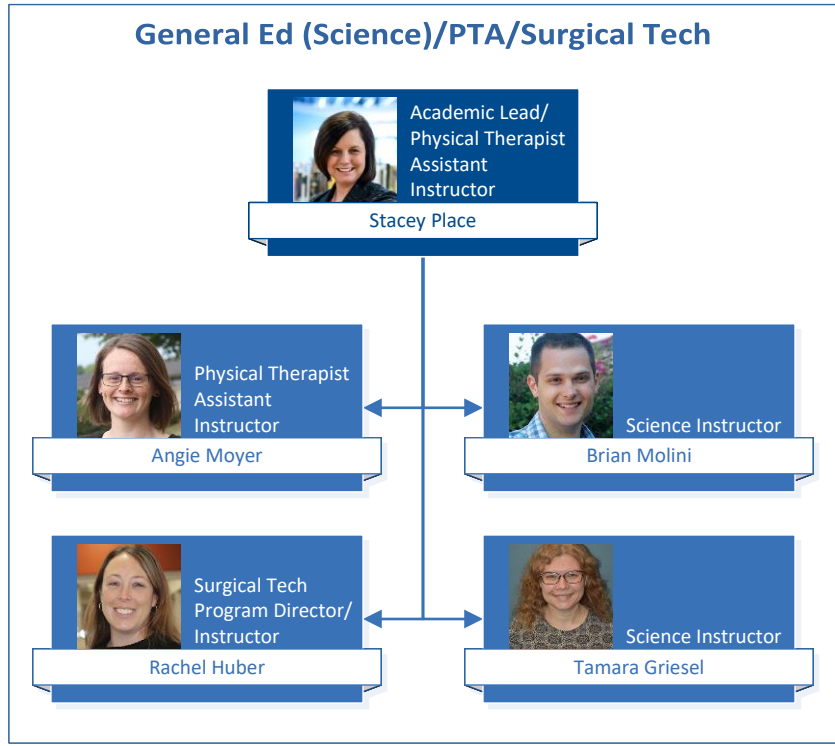 General Ed (Science)/PTA/Surgical Tech
Academic Lead/
Physical Therapist
Assistant
Instructor
Stacey Place
Physical Therapist
Assistant
Instructor
Angie Moyer
Science Instructor
Brian Molini
Surgical Tech
Program Director/
Instructor
Rachel Huber
Science Instructor
Tamara Griesel